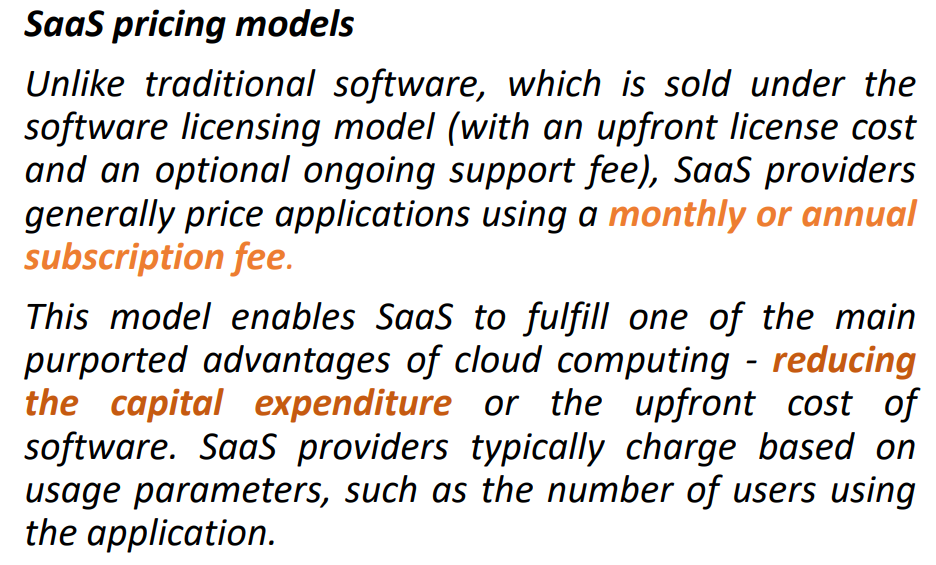 SaaS pricing models
Unlike traditional software, which is sold under the
software licensing model (with an upfront license cost
and an optional ongoing support fee), SaaS providers
generally price applications using a monthly or annual
subscription fee.
This model enables SaaS to fulfill one of the main
purported advantages of cloud computing - reducing
the capital expenditure or the upfront cost of
software. SaaS providers typically charge based on
usage parameters, such as the number of users using
the application.